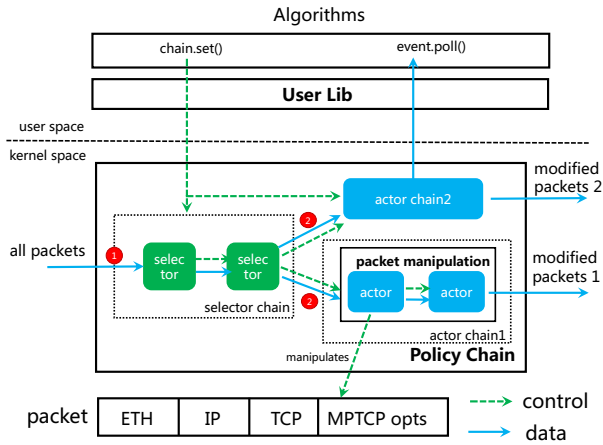 Algorithms
chain.set()
event.poll()
User Lib
user space
kernel space
modified
packets 2
actor chain2
2
all packets
1
selec
tor
selec
tor
packet manipulation
modified
packets 1
actor
actor
2
selector chain
actor chain1
manipulates
Policy Chain
packet
ETH
IP
TCP
MPTCP opts
control
data